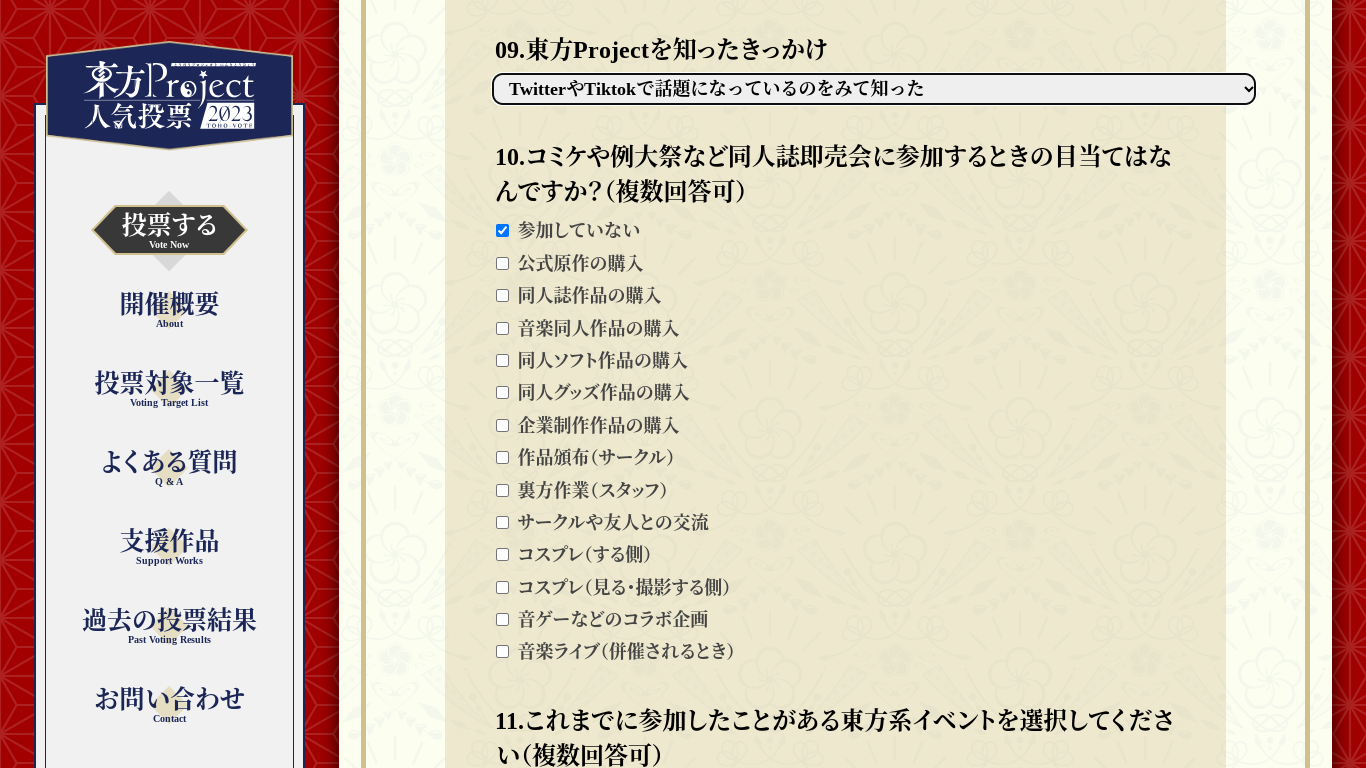 東方Project
人気投票
2023
TOHO-VOTE
投票する
Vote Now
開催概要
About
投票対象一覧
Voting Target List
よくある質問
Q & A
支援作品
Support Works
過去の投票結果
Past Voting Results
お問い合わせ
Contact
09.東方Projectを知ったきっかけ
TwitterやTiktokで話題になっているのをみて知った
10.コミケや例大祭など同人誌即売会に参加するときの目当てはな
んですか？（複数回答可）
参加していない
公式原作の購入
同人誌作品の購入
音楽同人作品の購入
同人ソフト作品の購入
同人グッズ作品の購入
企業制作作品の購入
作品頒布（サークル）
裏方作業（スタッフ）
サークルや友人との交流
コスプレ（する側）
コスプレ（見る・撮影する側）
音ゲーなどのコラボ企画
音楽ライブ（併催されるとき）
11.これまでに参加したことがある東方系イベントを選択してくださ
い（複数回答可）